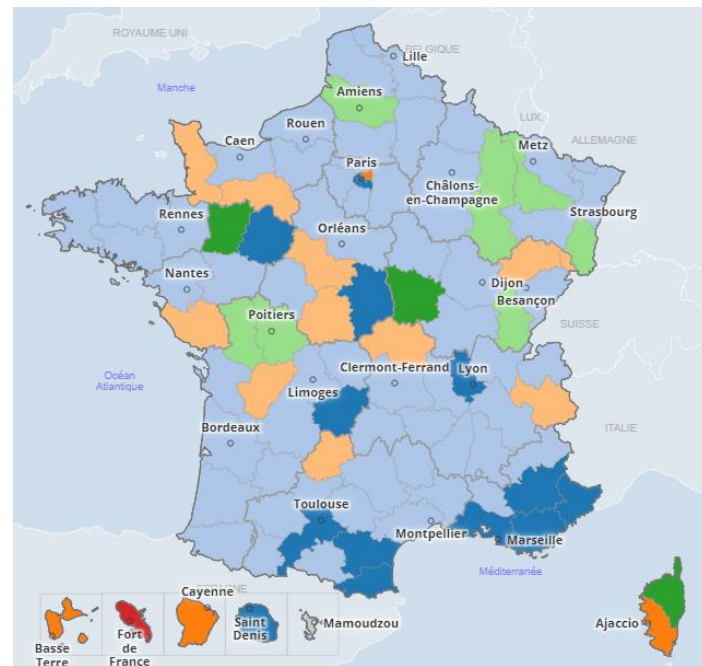 ROYAUME UNI
BELGIQUE
Lille
Manche
Amiens
LUX.
Rouen
ALLEMAGNE
Caen
Metz
Paris
Châlons-
en-Champagne
Strasbourg
Rennes
Orléans
Nantes
Dijon
Besançon
Poitiers
SUISSE
Océan
Atlantique
Clermont-Ferrand
Lyon
Limoges
Bordeaux
ITALIE
Toulouse
Montpellier
Marseille
Méditerranée
ESPAGNE
Cayenne
Basse
Terre
Fort
de
France
Saint
Denis
Mamoudzou
Ajaccio